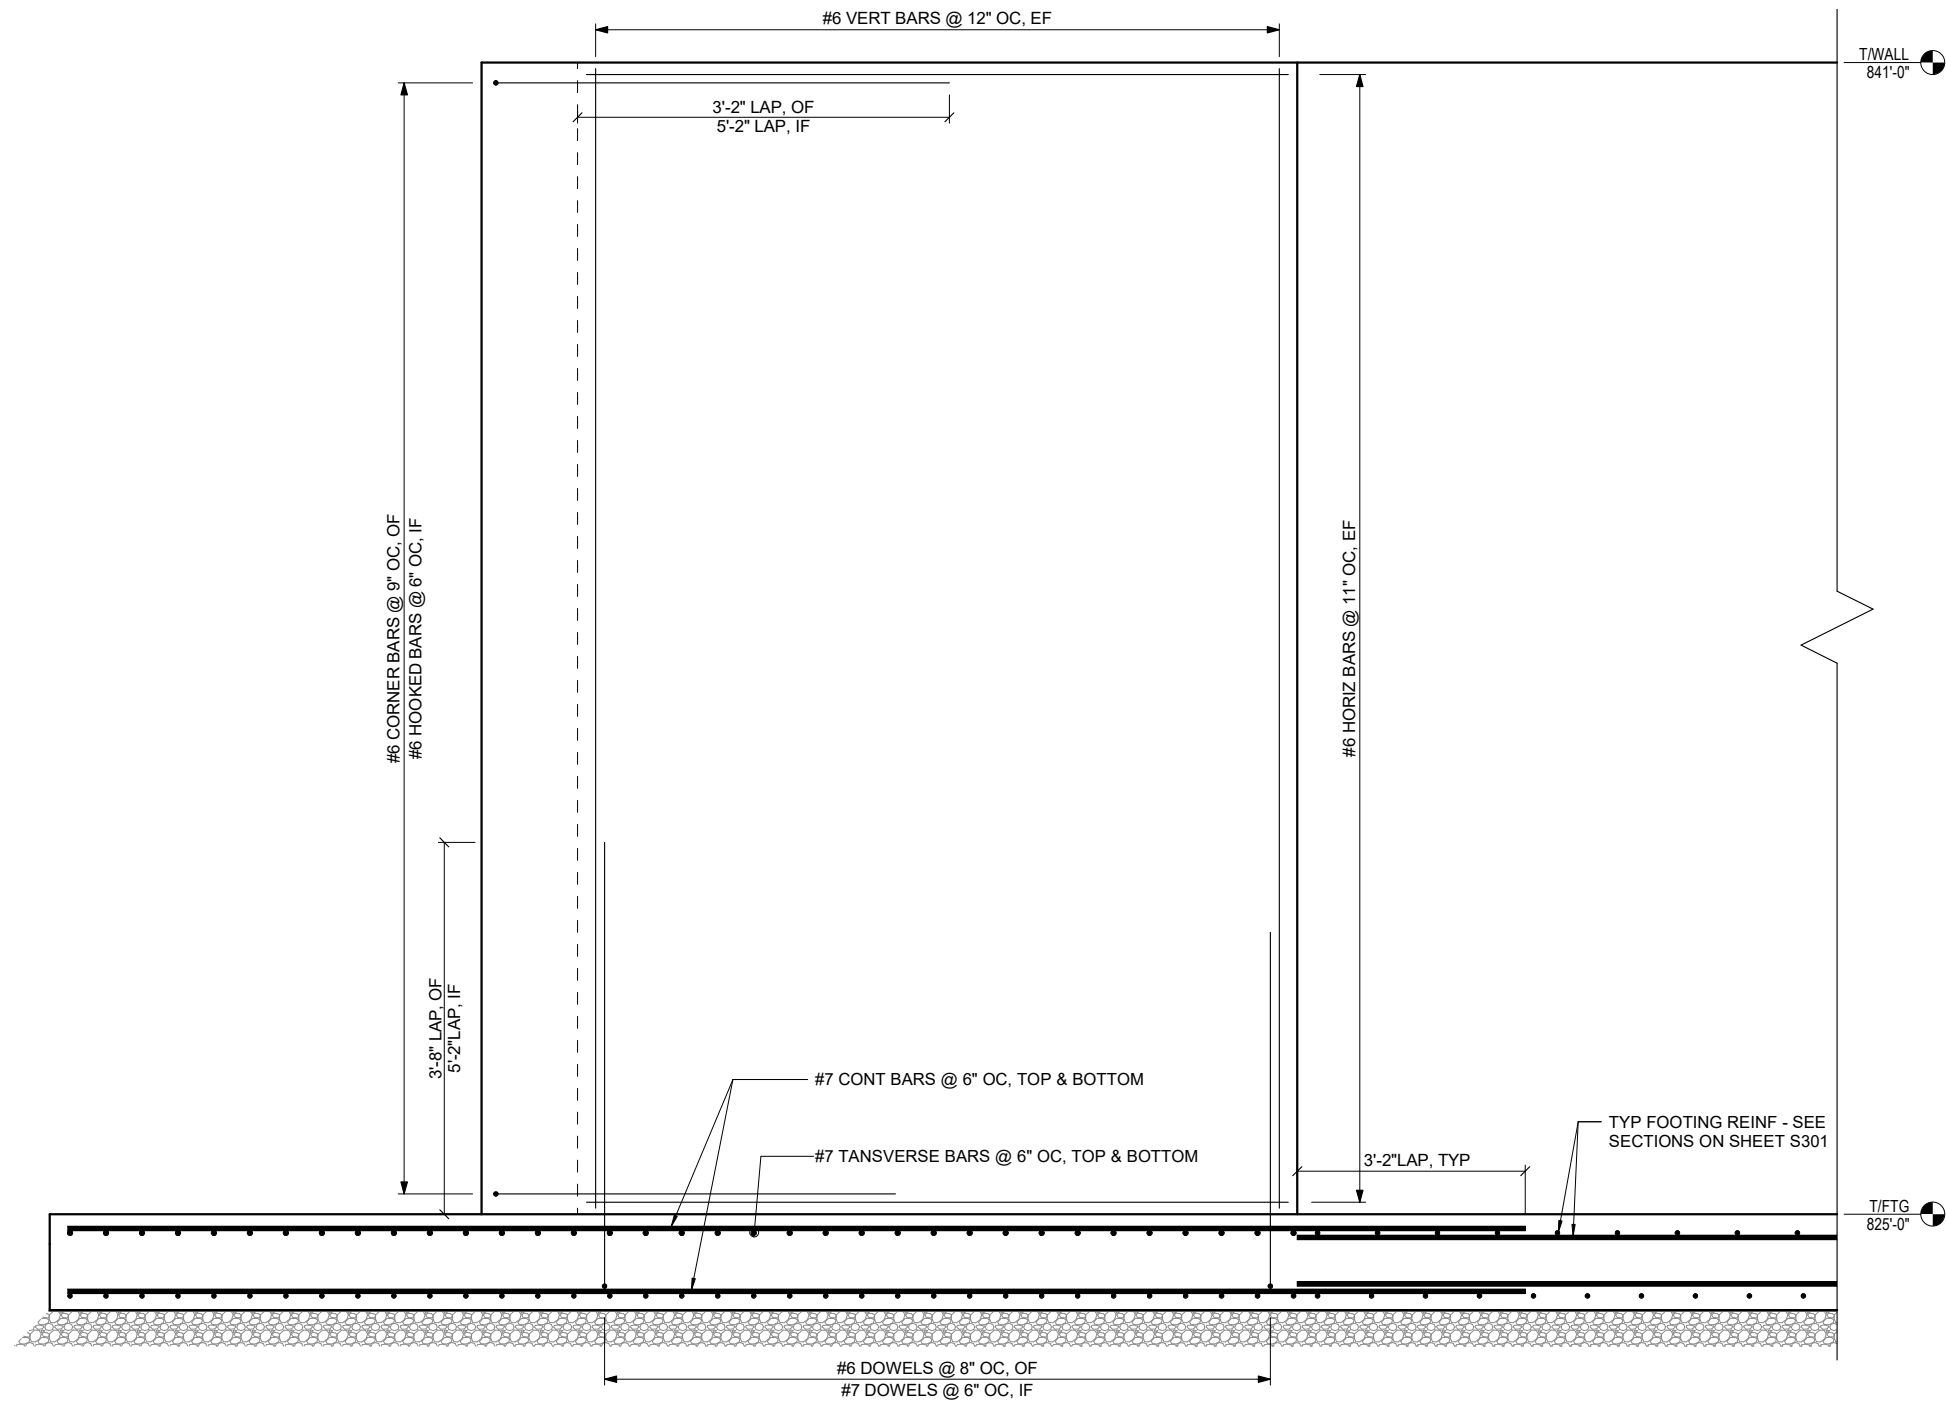 #6 VERT BARS @ 12" OC, EF
T/WALL
841'-0"
3'-2" LAP, OF
5'-2" LAP, IF
#6 CORNER BARS @ 9" OC, OF
#6 HOOKED BARS @ 6" OC, IF
#6 HORIZ BARS @ 11" OC, EF
3'-8" LAP, OF
5'-2"LAP, IF
#7 CONT BARS @ 6" OC, TOP & BOTTOM
#7 TANSVERSE BARS @ 6" OC, TOP & BOTTOM
TYP FOOTING REINF - SEE
SECTIONS ON SHEET S301
3'-2"LAP, TYP
T/FTG
825'-0"
#6 DOWELS @ 8" OC, OF
#7 DOWELS @ 6" OC, IF